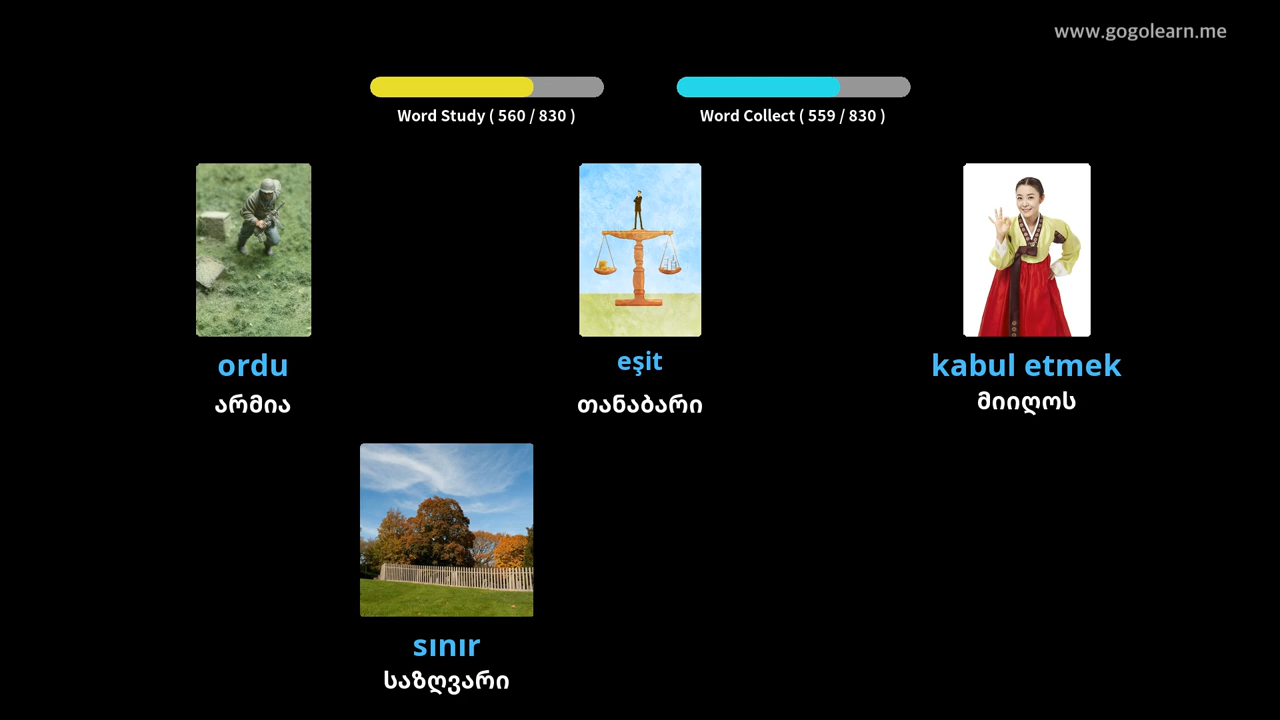 www.gogolearn.me
Word Study ( 560 / 830 )
Word Collect ( 559 / 830 )
ordu
არმია
eşit
თანაბარი
kabul etmek
მიიღოს
sınır
საზღვარი